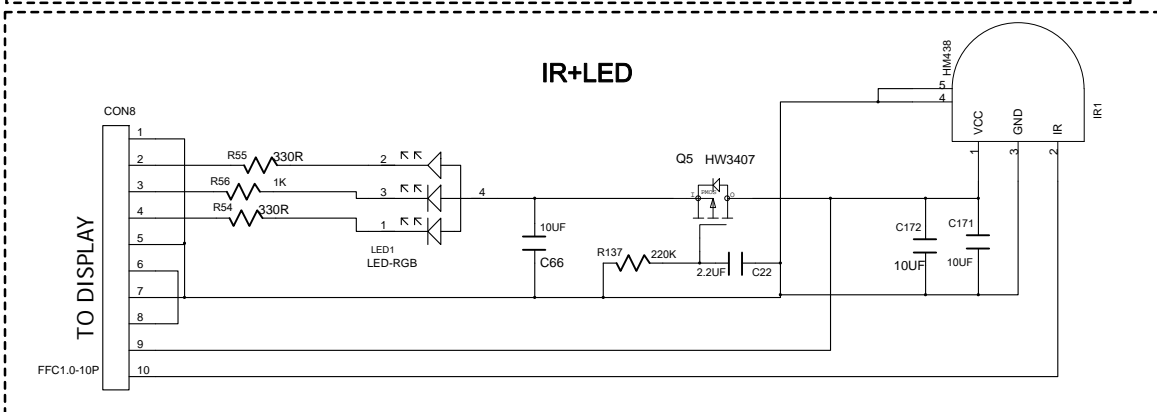 IR+LED
HM438
5
4
IR1
VCC
GND
IR
1
3
2
CON8
1
2
3
4
5
6
7
8
9
10
TO DISPLAY
FFC1.0-10P
R55
330R
R56
1K
R54
330R
2
3
1
4
LED1
LED-RGB
10UF
C66
Q5
HW3407
I
PMOS
O
R137
220K
2.2UF
C22
C172
10UF
C171
10UF